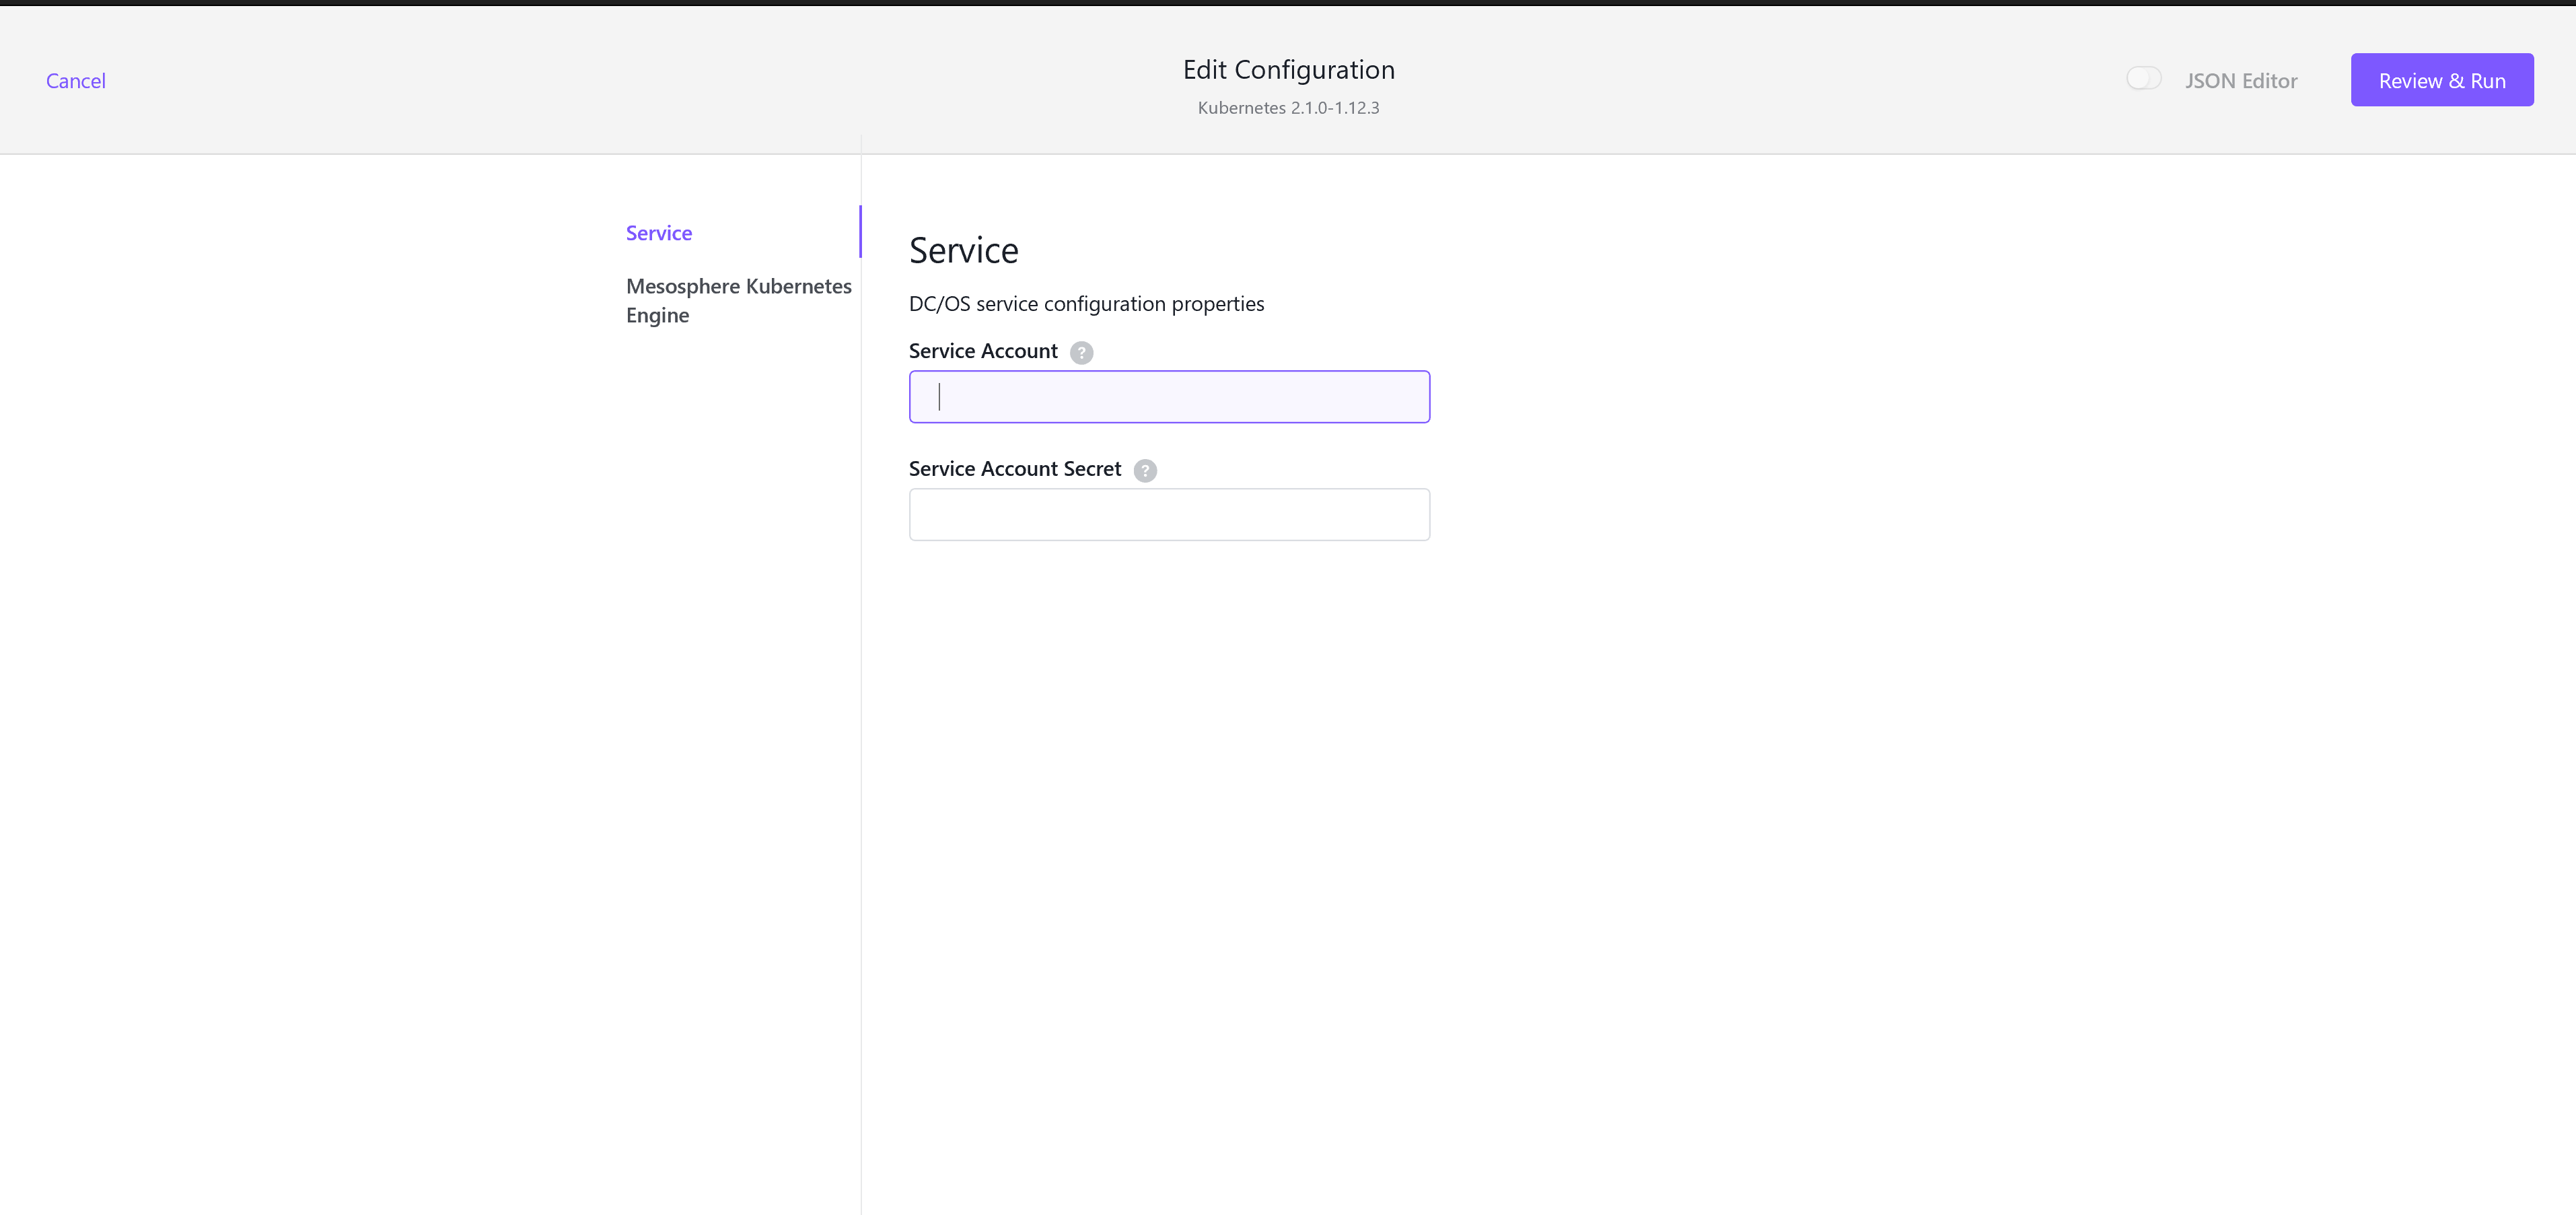 Cancel
Edit Configuration
Kubernetes 2.1.0-1.12.3
JSON Editor
Review & Run
Service
Mesosphere Kubernetes
Engine
Service
DC/OS service configuration properties
Service Account ?
Service Account Secret ?